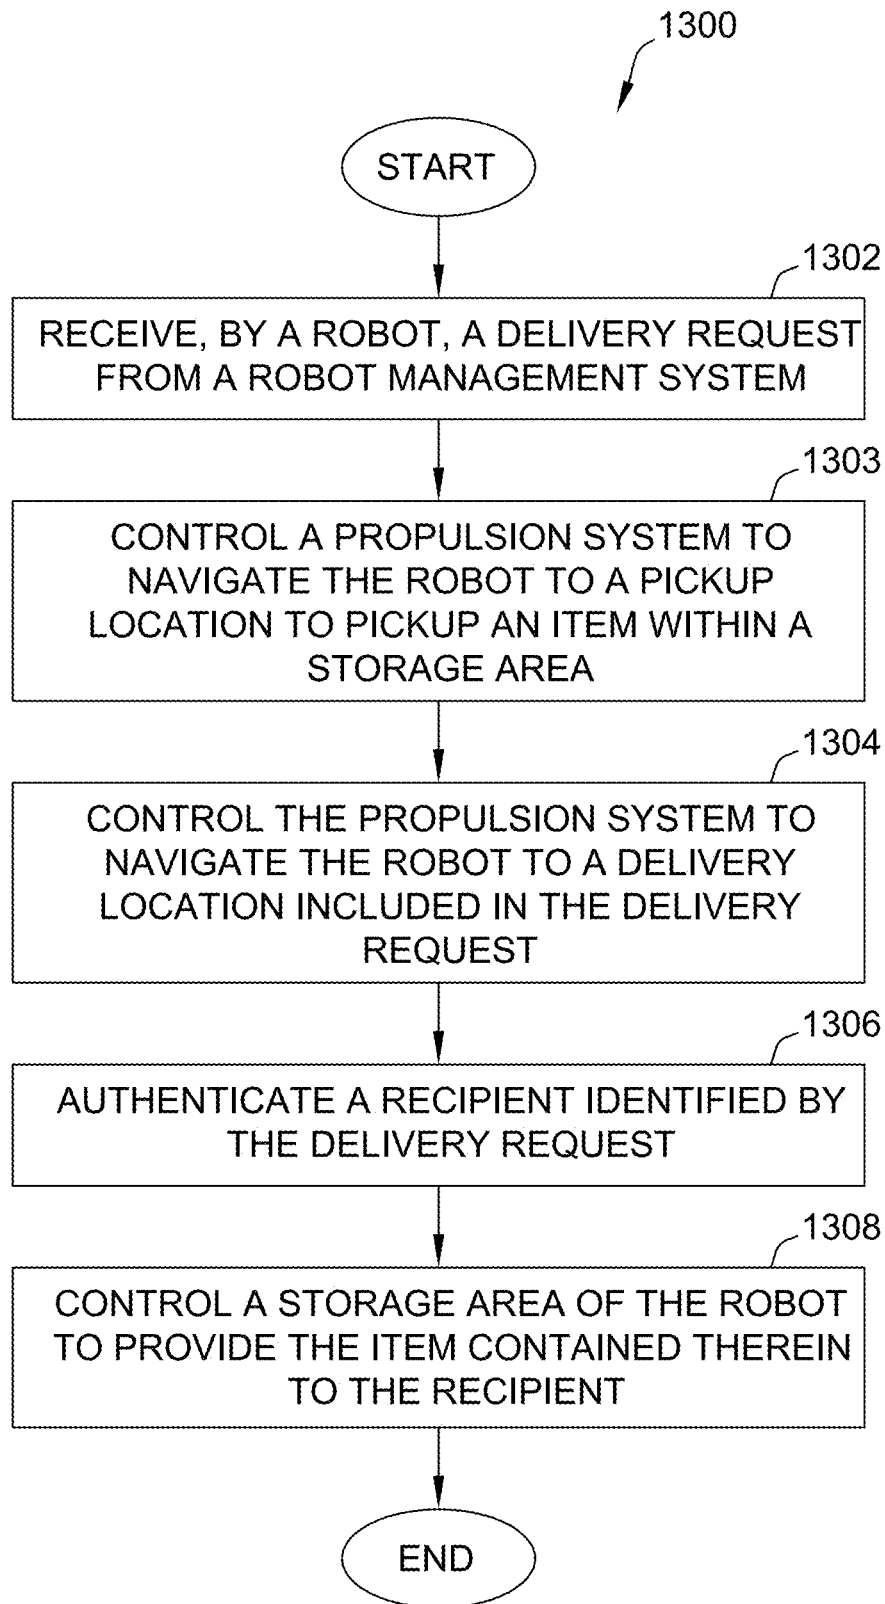 1300
START
1302
RECEIVE, BY A ROBOT, A DELIVERY REQUEST
FROM A ROBOT MANAGEMENT SYSTEM
1303
CONTROL A PROPULSION SYSTEM TO
NAVIGATE THE ROBOT TO A PICKUP
LOCATION TO PICKUP AN ITEM WITHIN A
STORAGE AREA
1304
CONTROL THE PROPULSION SYSTEM TO
NAVIGATE THE ROBOT TO A DELIVERY
LOCATION INCLUDED IN THE DELIVERY
REQUEST
1306
AUTHENTICATE A RECIPIENT IDENTIFIED BY
THE DELIVERY REQUEST
1308
CONTROL A STORAGE AREA OF THE ROBOT
TO PROVIDE THE ITEM CONTAINED THEREIN
TO THE RECIPIENT
END